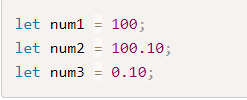 let num1 = 100;
let num2 = 100.10;
let num3 = 0.10;